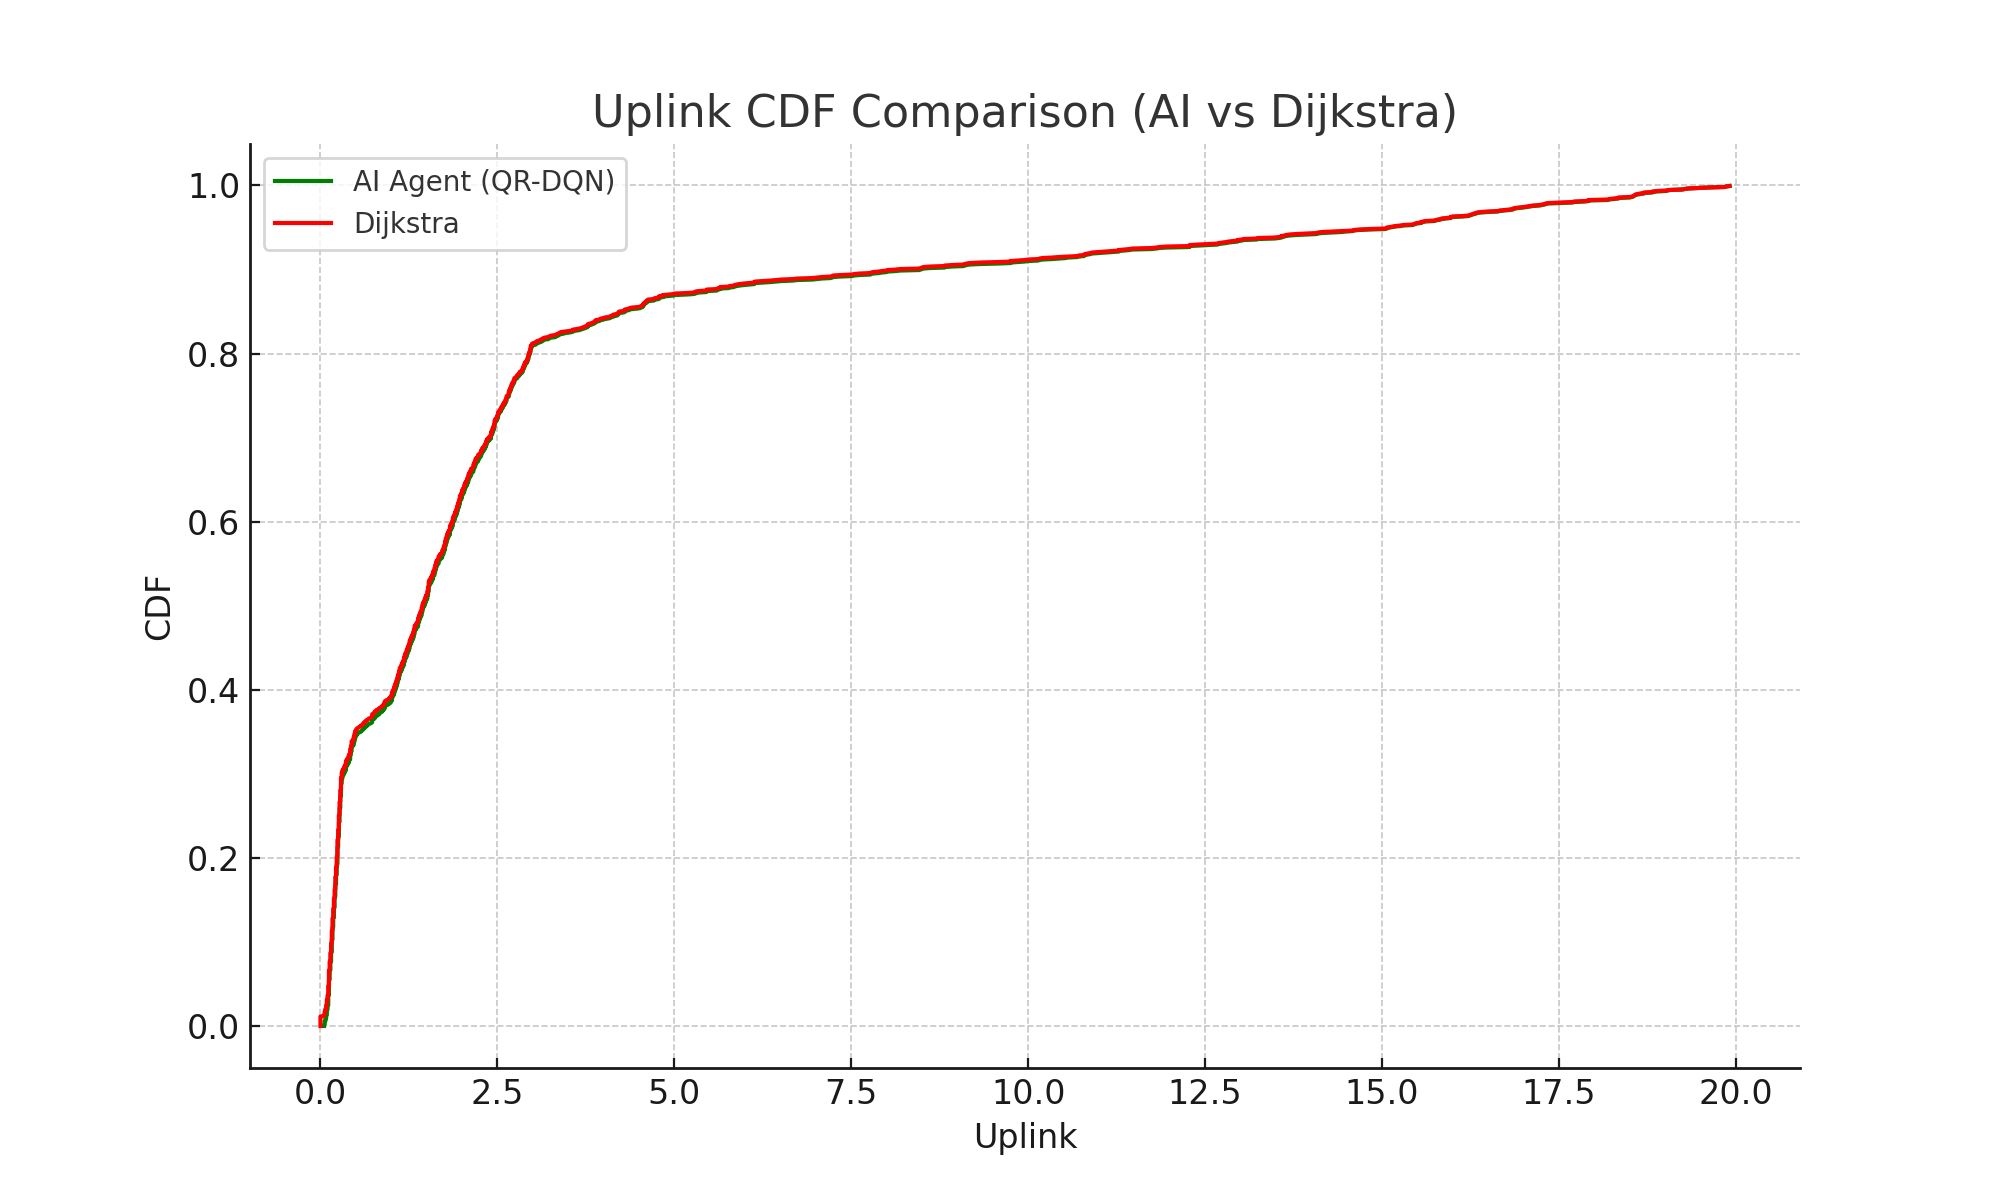 Uplink CDF Comparison (AI vs Dijkstra)
AI Agent (QR-DQN)
Dijkstra
1.0
0.8
0.6
0.4
0.2
0.0
CDF
0.0 2.5 5.0 7.5 10.0 12.5 15.0 17.5 20.0
Uplink